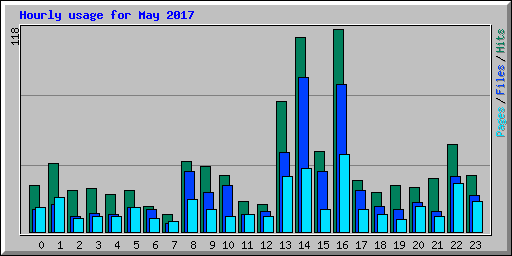 Hourly usage for May 2017
118
Pages / Files / Hits
0 1 2 3 4 5 6 7 8 9 10 11 12 13 14 15 16 17 18 19 20 21 22 23